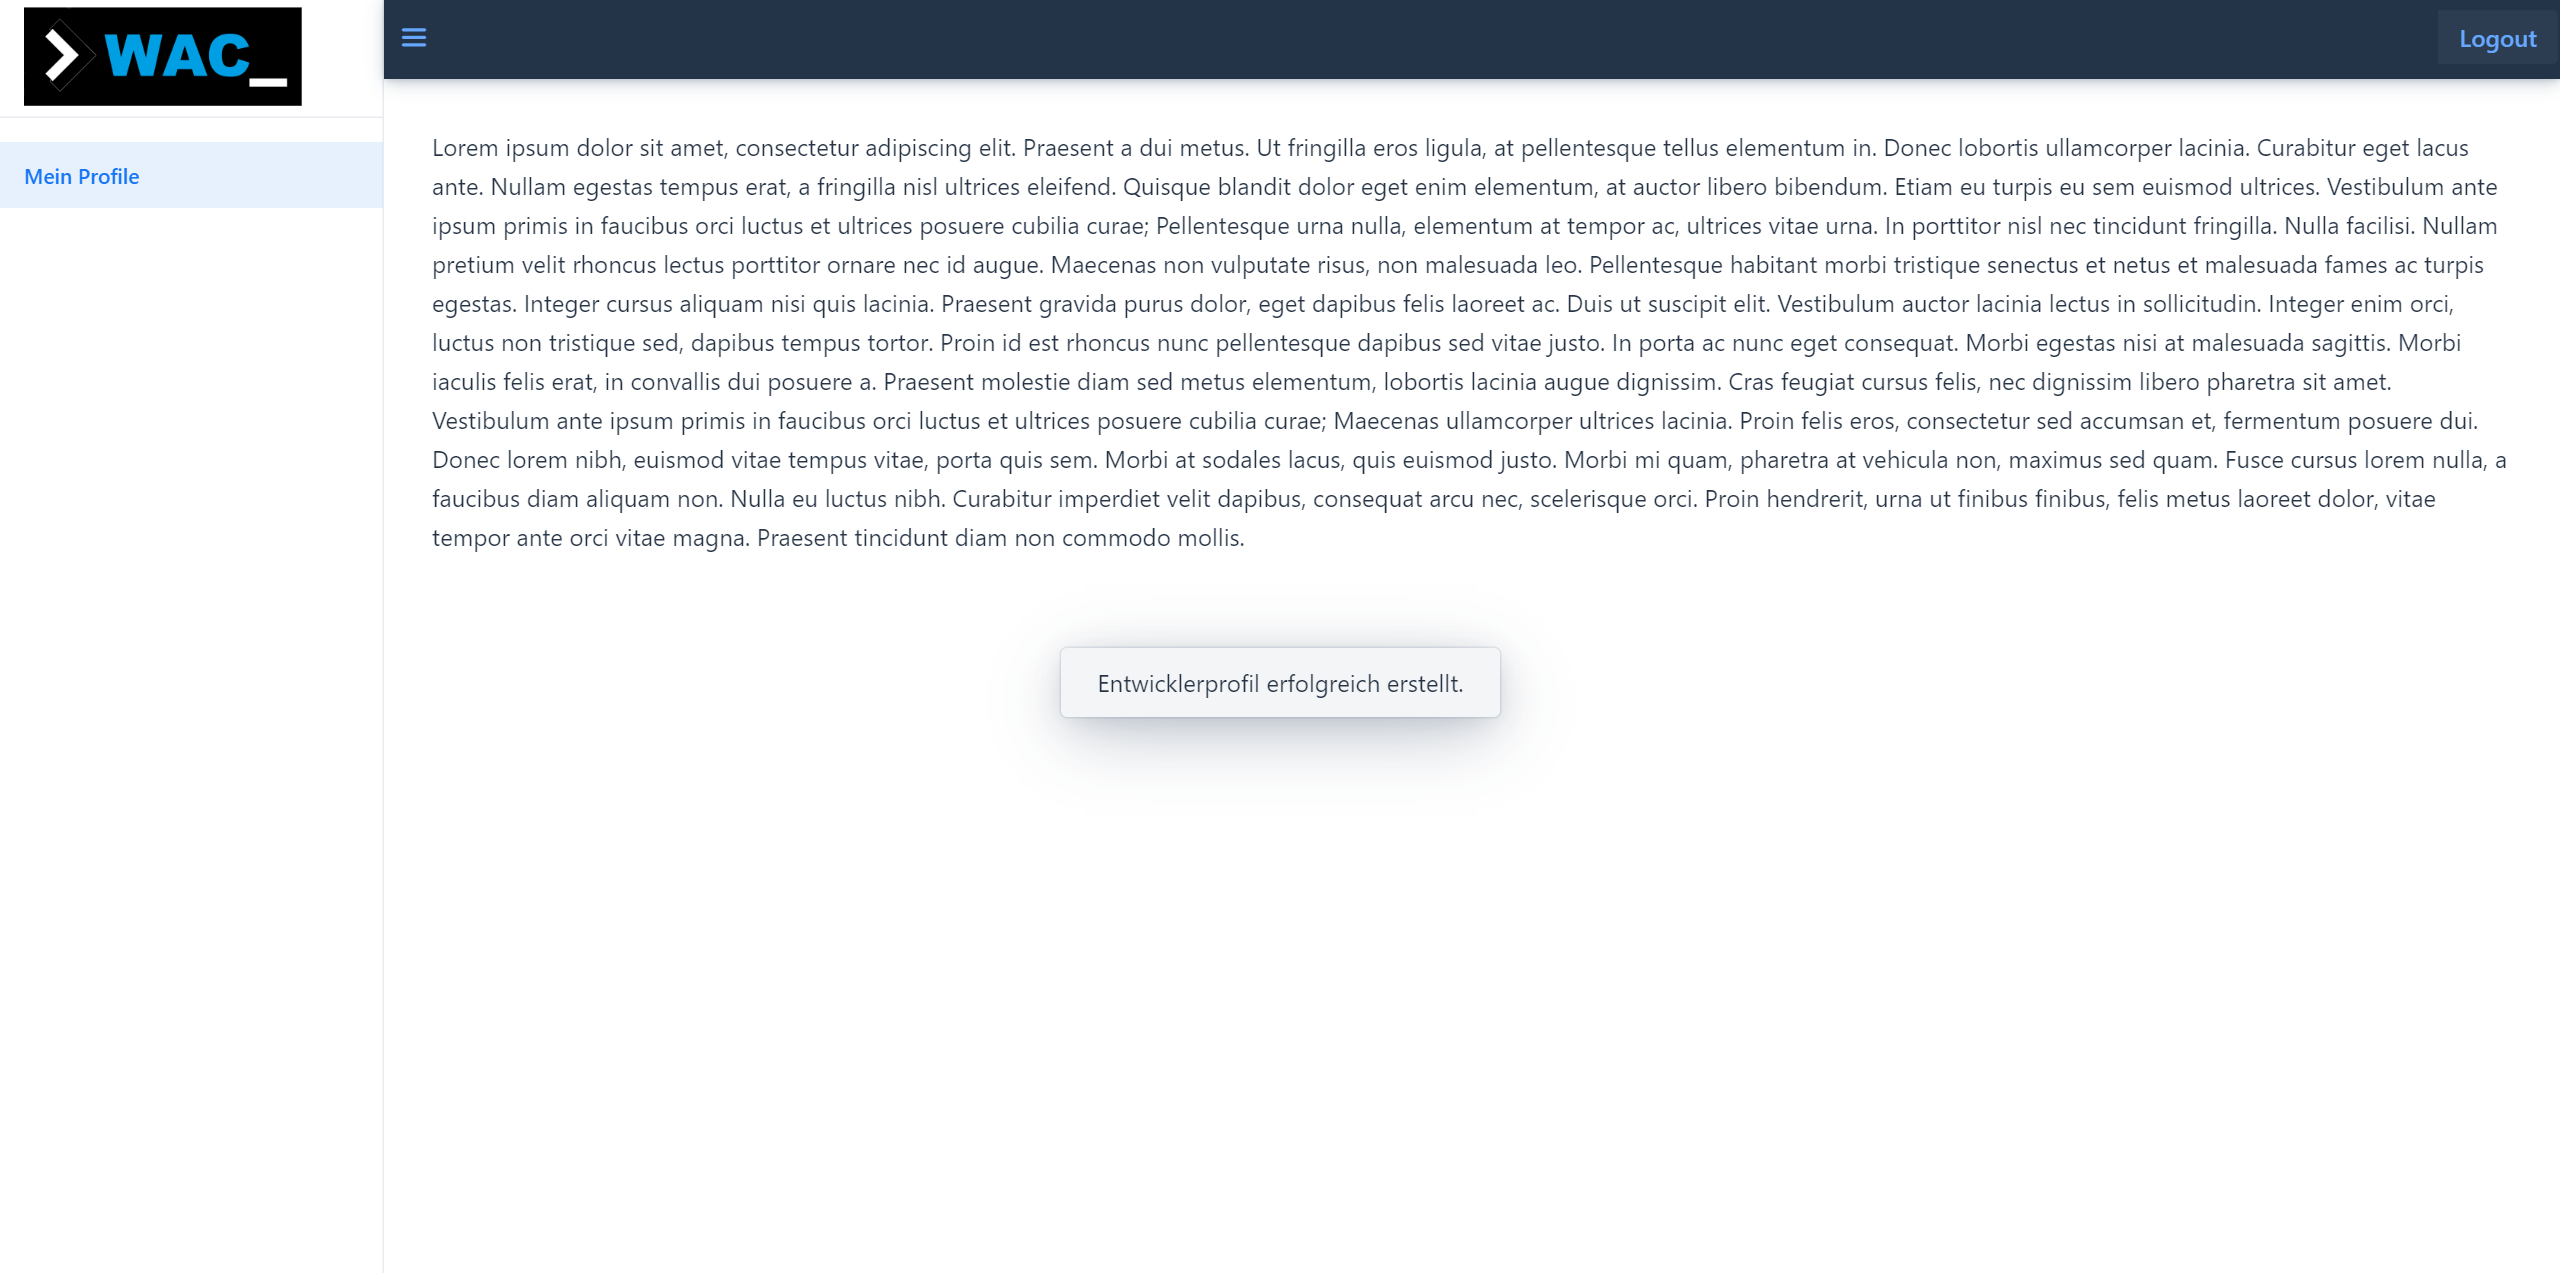 WAC_
Logout
Mein Profile
Lorem ipsum dolor sit amet, consectetur adipiscing elit. Praesent a dui metus. Ut fringilla eros ligula, at pellentesque tellus elementum in. Donec lobortis ullamcorper lacinia. Curabitur eget lacus
ante. Nullam egestas tempus erat, a fringilla nisl ultrices eleifend. Quisque blandit dolor eget enim elementum, at auctor libero bibendum. Etiam eu turpis eu sem euismod ultrices. Vestibulum ante
ipsum primis in faucibus orci luctus et ultrices posuere cubilia curae; Pellentesque urna nulla, elementum at tempor ac, ultrices vitae urna. In porttitor nisl nec tincidunt fringilla. Nulla facilisi. Nullam
pretium velit rhoncus lectus porttitor ornare nec id augue. Maecenas non vulputate risus, non malesuada leo. Pellentesque habitant morbi tristique senectus et netus et malesuada fames ac turpis
egestas. Integer cursus aliquam nisi quis lacinia. Praesent gravida purus dolor, eget dapibus felis laoreet ac. Duis ut suscipit elit. Vestibulum auctor lacinia lectus in sollicitudin. Integer enim orci,
luctus non tristique sed, dapibus tempus tortor. Proin id est rhoncus nunc pellentesque dapibus sed vitae justo. In porta ac nunc eget consequat. Morbi egestas nisi at malesuada sagittis. Morbi
iaculis felis erat, in convallis dui posuere a. Praesent molestie diam sed metus elementum, lobortis lacinia augue dignissim. Cras feugiat cursus felis, nec dignissim libero pharetra sit amet.
Vestibulum ante ipsum primis in faucibus orci luctus et ultrices posuere cubilia curae; Maecenas ullamcorper ultrices lacinia. Proin felis eros, consectetur sed accumsan et, fermentum posuere dui.
Donec lorem nibh, euismod vitae tempus vitae, porta quis sem. Morbi at sodales lacus, quis euismod justo. Morbi mi quam, pharetra at vehicula non, maximus sed quam. Fusce cursus lorem nulla, a
faucibus diam aliquam non. Nulla eu luctus nibh. Curabitur imperdiet velit dapibus, consequat arcu nec, scelerisque orci. Proin hendrerit, urna ut finibus finibus, felis metus laoreet dolor, vitae
tempor ante orci vitae magna. Praesent tincidunt diam non commodo mollis.
Entwicklerprofil erfolgreich erstellt.